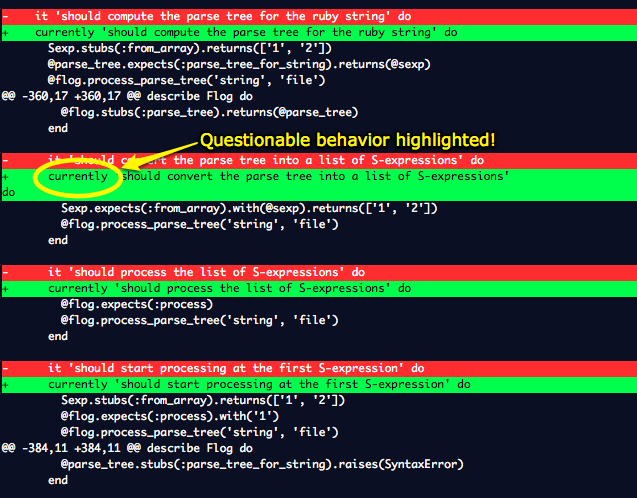 -     it 'should compute the parse tree for the ruby string' do
+    currently 'should compute the parse tree for the ruby string' do
Sexp.stubs(:from_array).returns(['1', '2'])
@parse_tree.expects(:parse_tree_for_string).returns(@sexp)
@flog.process_parse_tree('string', 'file')
@@ -360,17 +360,17 @@ describe Flog do
@flog.stubs(:parse_tree).returns(@parse_tree)
end
Questionable behavior highlighted!
-     it 'should convert the parse tree into a list of S-expressions' do
+     currently 'should convert the parse tree into a list of S-expressions'
do
Sexp.expects(:from_array).with(@sexp).returns(['1', '2'])
@flog.process_parse_tree('string', 'file')
end
-     it 'should process the list of S-expressions' do
+     currently 'should process the list of S-expressions' do
@flog.expects(:process)
@flog.process_parse_tree('string', 'file')
end
-     it 'should start processing at the first S-expression' do
+     currently 'should start processing at the first S-expression' do
Sexp.stubs(:from_array).returns(['1', '2'])
@flog.expects(:process).with('1')
@flog.process_parse_tree('string', 'file')
@@ -384,11 +384,11 @@ describe Flog do
@parse_tree.stubs(:parse_tree_for_string).raises(SyntaxError)
end